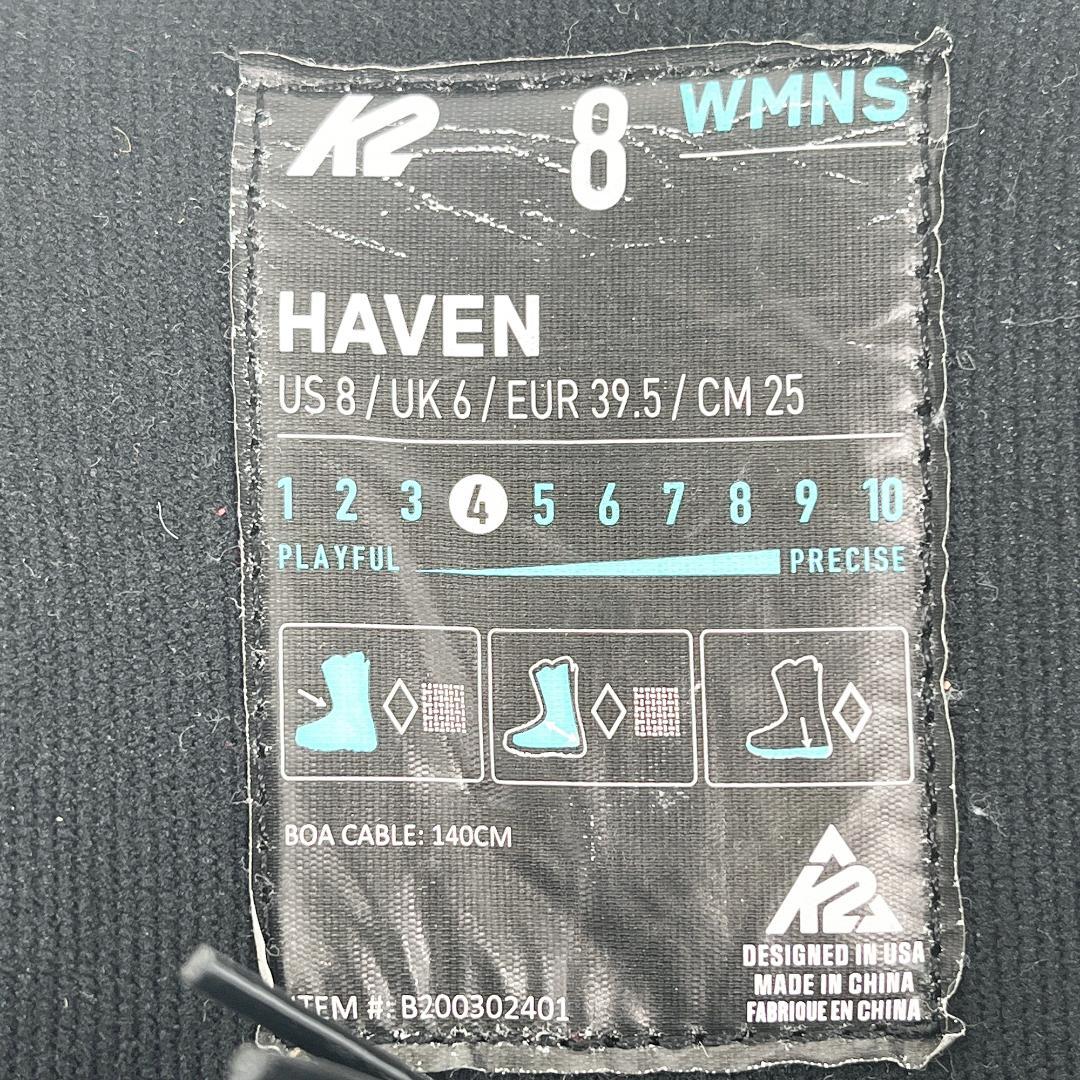 K2 8 WMNS
HAVEN
US 8 / UK 6 / EUR 39.5 / CM 25
1 2 3 4 5 6 7 8 9 10
PLAYFUL PRECISE
BOA CABLE: 140CM
K2
DESIGNED IN USA
MADE IN CHINA
FABRIQUE EN CHINA
ITEM #: B200302401